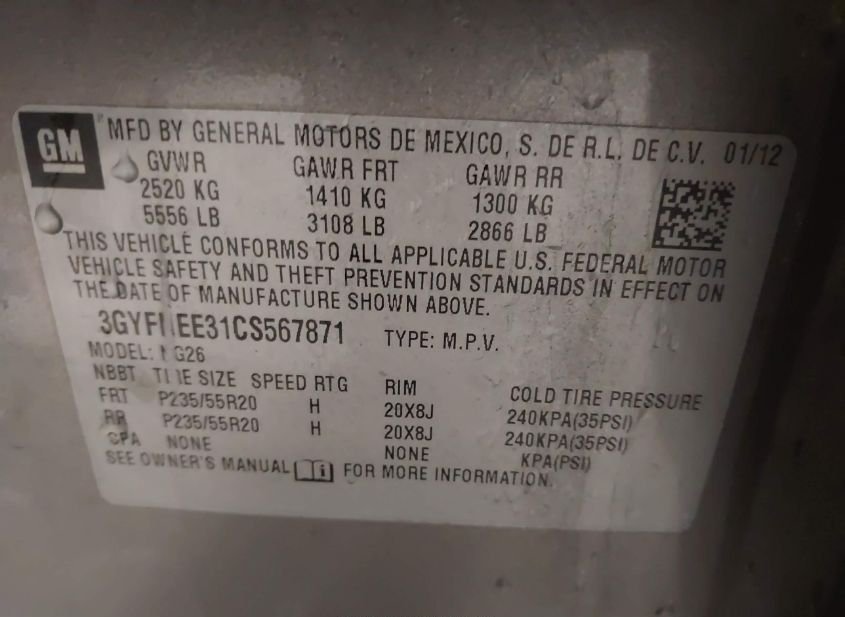 GM
MFD BY GENERAL MOTORS DE MEXICO, S. DE R.L. DE C.V. 01/12
GVWR GAWR FRT GAWR RR
2520 KG 1410 KG 1300 KG
5556 LB 3108 LB 2866 LB
THIS VEHICLE CONFORMS TO ALL APPLICABLE U.S. FEDERAL MOTOR
VEHICLE SAFETY AND THEFT PREVENTION STANDARDS IN EFFECT ON
THE DATE OF MANUFACTURE SHOWN ABOVE.
TYPE: M.P.V.
MODEL:
NBBT SIZE SPEED RTG RIM COLD TIRE PRESSURE
FRT P235/55R20 H 20X8J 240KPA(35PSI)
RR P235/55R20 H 20X8J 240KPA(35PSI)
NONE NONE KPA(PSI)
SEE OWNER'S MANUAL FOR MORE INFORMATION.